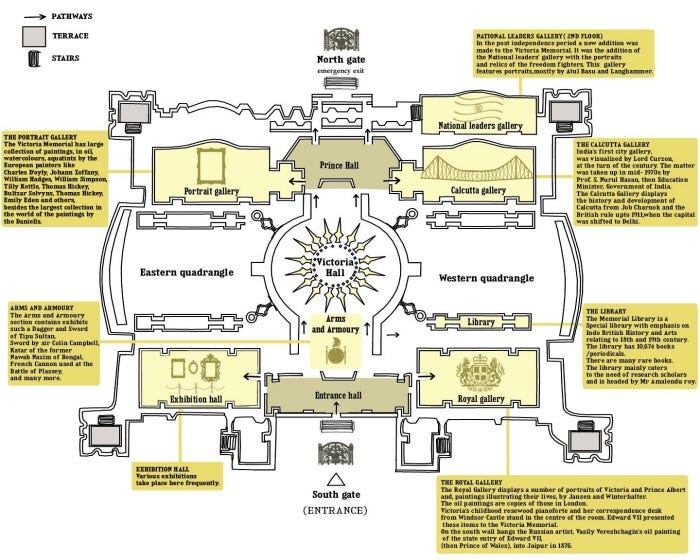 PATHWAYS
TERRACE
STAIRS
North gate
emergency exit
NATIONAL LEADERS GALLERY( 2ND FLOOR)
In the post independence period a new addition was
made to the Victoria Memorial. It was the addition of
the National leaders' gallery with the portraits
and relics of the freedom fighters. This gallery
features portraits,mostly by Atul Basu and Langhammer.
National leaders gallery
THE PORTRAIT GALLERY
The Victoria Memorial has large
collection of paintings, in oil,
watercolours, aquatints by the
European painters like
Charles Doyly, Johann Zoffany,
William Hadges, William Simpson,
Tilly Kettle, Thomas Hickey,
Bultzar Solvyns, Thomas Hickey,
Emily Eden and others,
besides the largest collection in
the world of the paintings by
the Daniells.
Portrait gallery
Prince Hall
Calcutta gallery
THE CALCUTTA GALLERY
India's first city gallery,
was visualised by Lord Curzon,
at the turn of the century. The matter
was taken up in mid- 1970s by
Prof. S. Nurul Hasan, then Education
Minister, Government of India.
The Calcutta Gallery displays
the history and development of
Calcutta from Job Charnok and the
British rule upto 1911,when the capital
was shifted to Delhi.
Eastern quadrangle
Victoria
Hall
Western quadrangle
ARMS AND ARMOURY
The Arms and Armoury
section contains exhibits
such a Dagger and Sword
of Tipu Sultan,
Sword by sir Colin Campbell,
Katar of the former
Nawab Nazim of Bengal,
French Cannon used at the
Battle of Plassey,
and many more.
Arms
and Armoury
Library
THE LIBRARY
The Memorial Library is a
Special library with emphasis on
Indo British History and arts
relating to 18th and 19th century.
The library has 10,674 books
/periodicals.
There are many rare books.
The library mainly caters
to the need of research scholars
and is headed by Mr Amalendu roy.
Exhibition hall
Entrance hall
Royal gallery
EXHIBITION HALL
Various exhibitions
take place here frequently.
South gate
(ENTRANCE)
THE ROYAL GALLERY
The Royal Gallery displays a number of portraits of Victoria and Prince Albert
and, paintings illustrating their lives, by Jansen and Winterhalter.
The oil paintings are copies of those in London.
Victoria's childhood rosewood pianoforte and her correspondence desk
from Windsor Castle stand in the centre of the room. Edward VII presented
these items to the Victoria Memorial.
On the south wall hangs the Russian artist, Vasily Vereshchagin's oil painting
of the state entry of Edward VII,
(then Prince of Wales), into Jaipur in 1876.